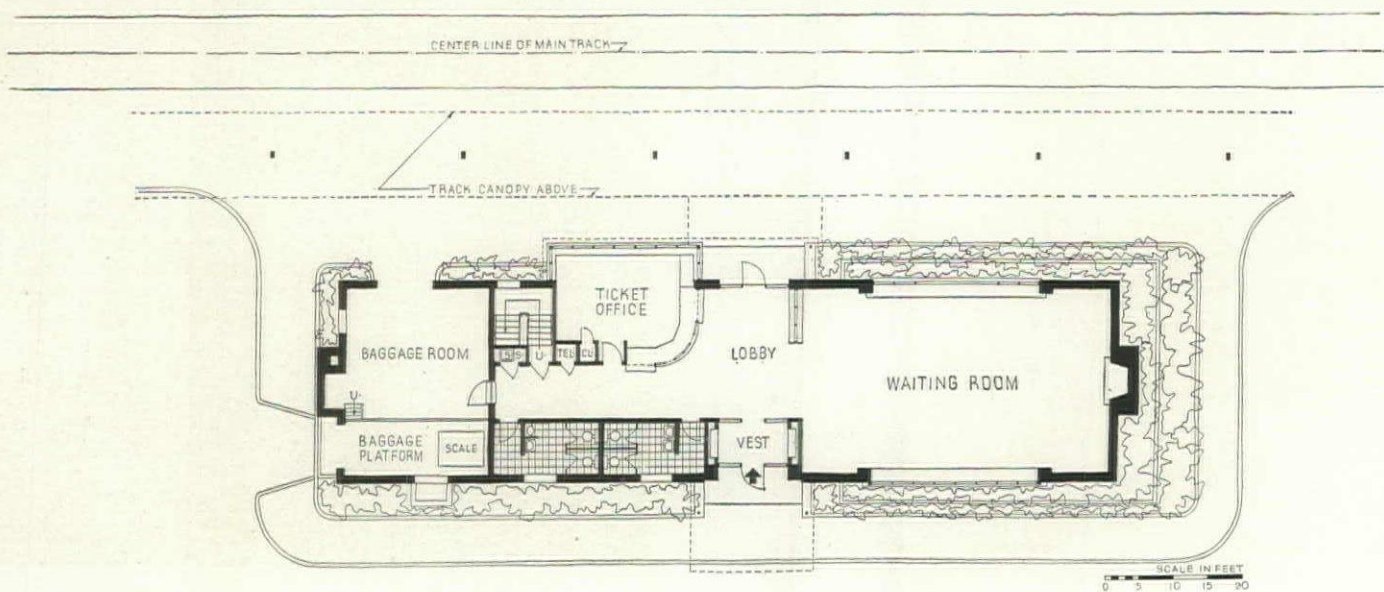 CENTER LINE OF MAIN TRACK
TRACK CANOPY ABOVE
TICKET
OFFICE
BAGGAGE ROOM
S
U
TEL
CL
LOBBY
WAITING ROOM
U
BAGGAGE
PLATFORM
SCALE
VEST
SCALE IN FEET
0 5 10 15 20